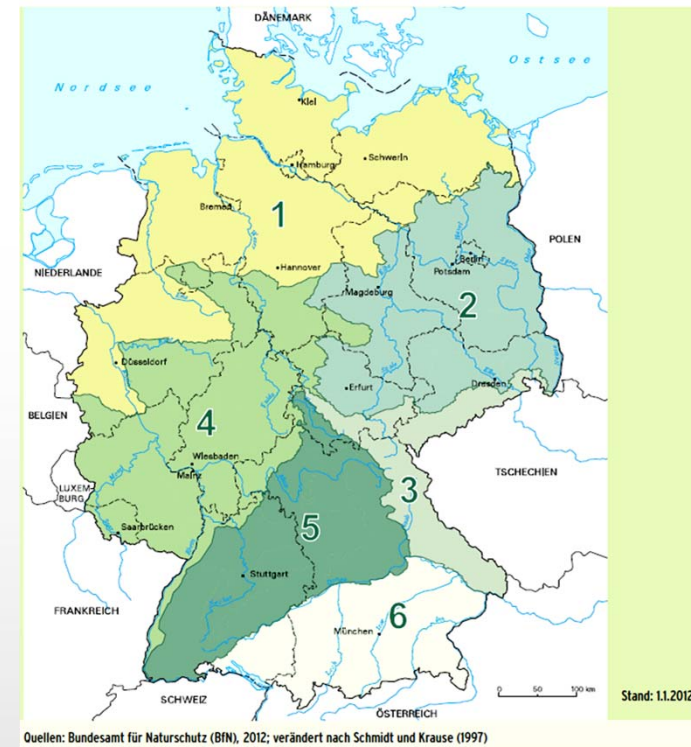 DÄNEMARK
Nordsee
Ostsee
Kiel
Hamburg
Schwerin
Bremen
1
POLEN
NIEDERLANDE
Hannover
Berlin
Potsdam
Magdeburg
2
Düsseldorf
Erfurt
Dresden
BELGIEN
4
Wiesbaden
Mainz
3
TSCHECHIEN
LUXEM-
BURG
Saarbrücken
5
Stuttgart
FRANKREICH
6
München
0 50 100 km
Stand: 1.1.2012
SCHWEIZ
ÖSTERREICH
Quellen: Bundesamt für Naturschutz (BfN), 2012; verändert nach Schmidt und Krause (1997)